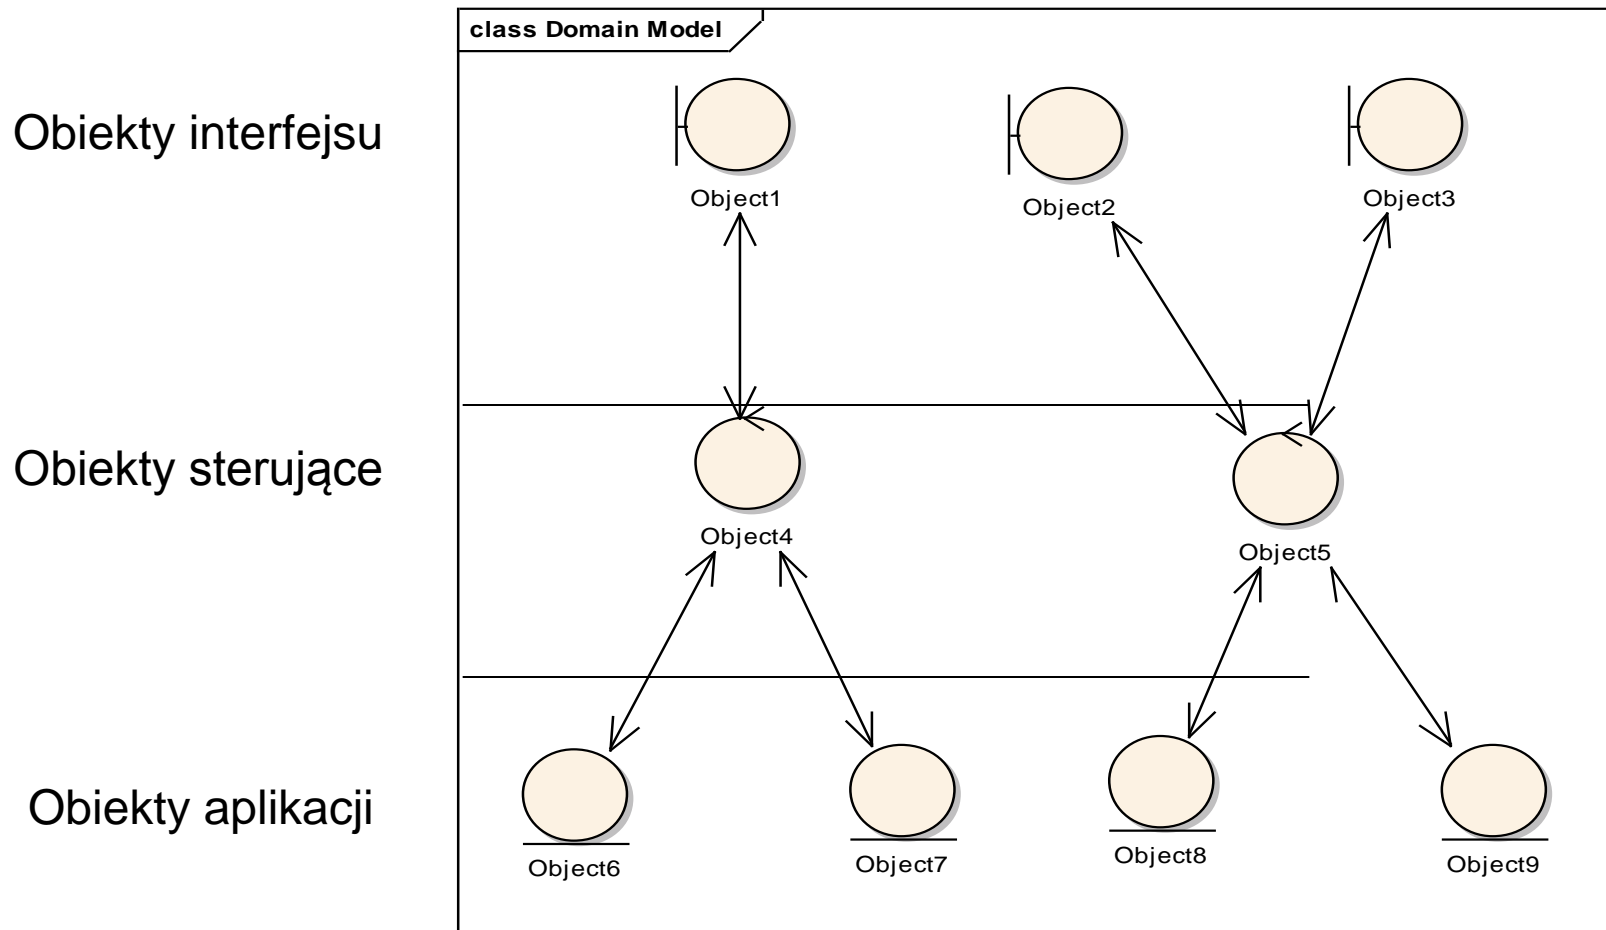 class Domain Model
Obiekty interfejsu
Object1
Object2
Object3
Obiekty sterujące
Object4
Object5
Obiekty aplikacji
Object6
Object7
Object8
Object9